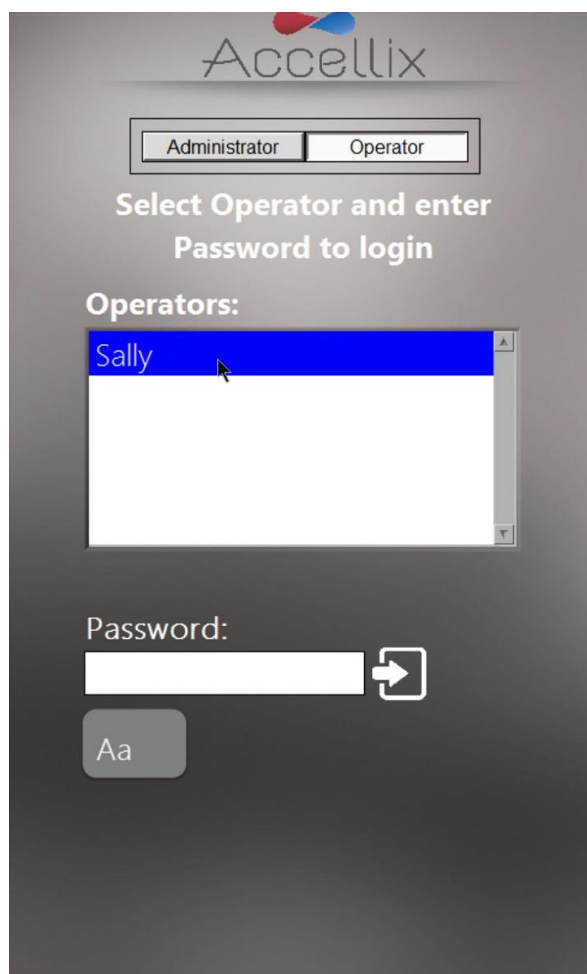 Accellix
Administrator Operator
Select Operator and enter
Password to login
Operators:
Sally
Password:
Aa